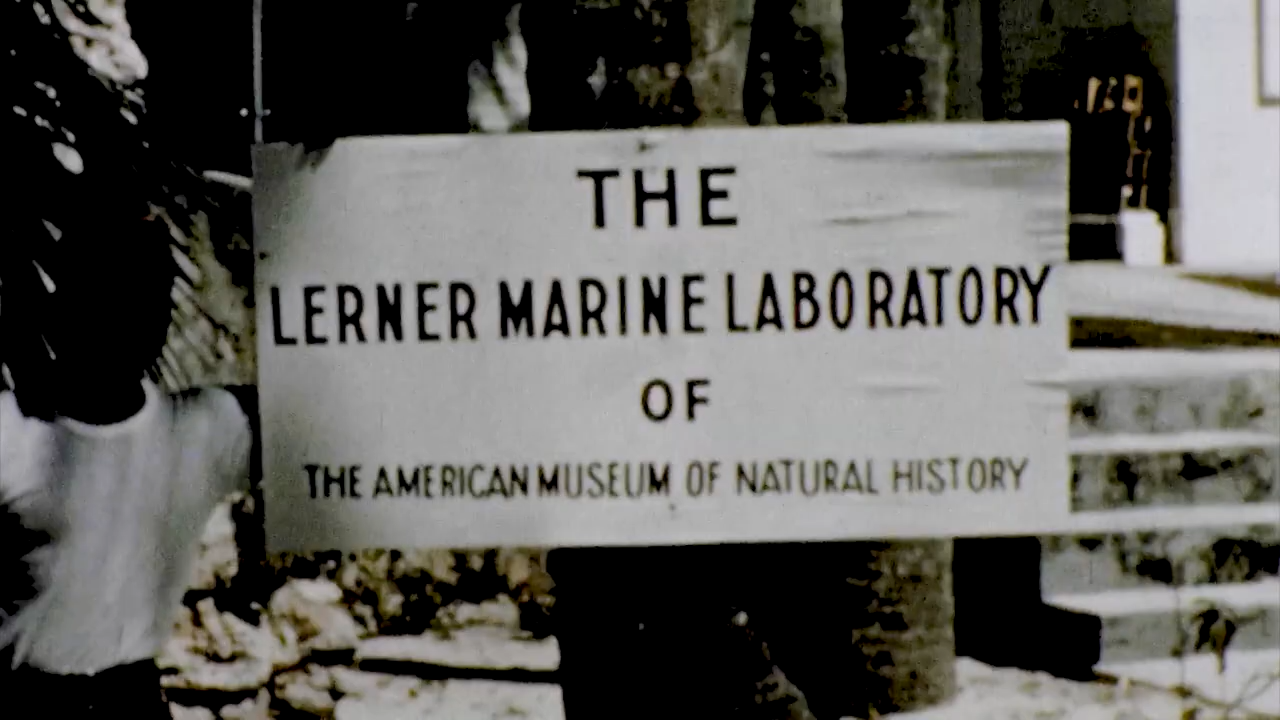 THE
LERNER MARINE LABORATORY
OF
THE AMERICAN MUSEUM OF NATURAL HISTORY